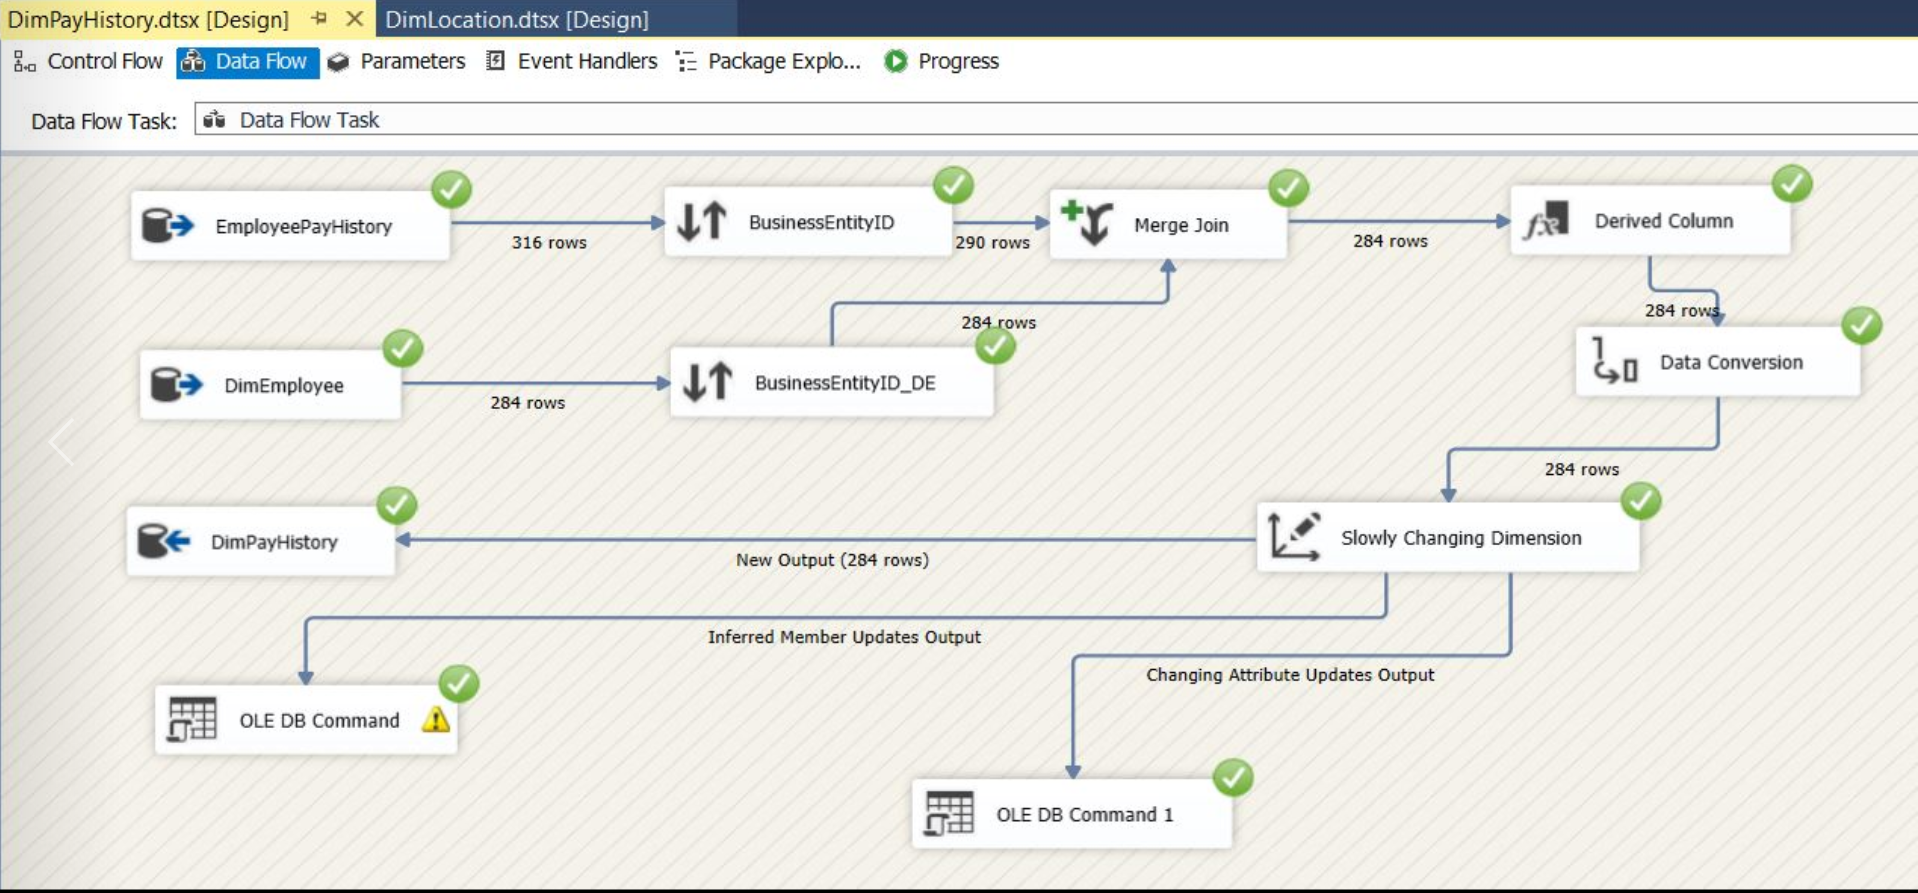 DimPayHistory.dtsx [Design]
DimLocation.dtsx [Design]
Control Flow
Data Flow
Parameters
Event Handlers
Package Explo...
Progress
Data Flow Task:
Data Flow Task
EmployeePayHistory
316 rows
BusinessEntityID
290 rows
Merge Join
284 rows
Derived Column
284 rows
284 rows
DimEmployee
284 rows
BusinessEntityID_DE
Data Conversion
284 rows
DimPayHistory
New Output (284 rows)
Slowly Changing Dimension
Inferred Member Updates Output
Changing Attribute Updates Output
OLE DB Command
OLE DB Command 1